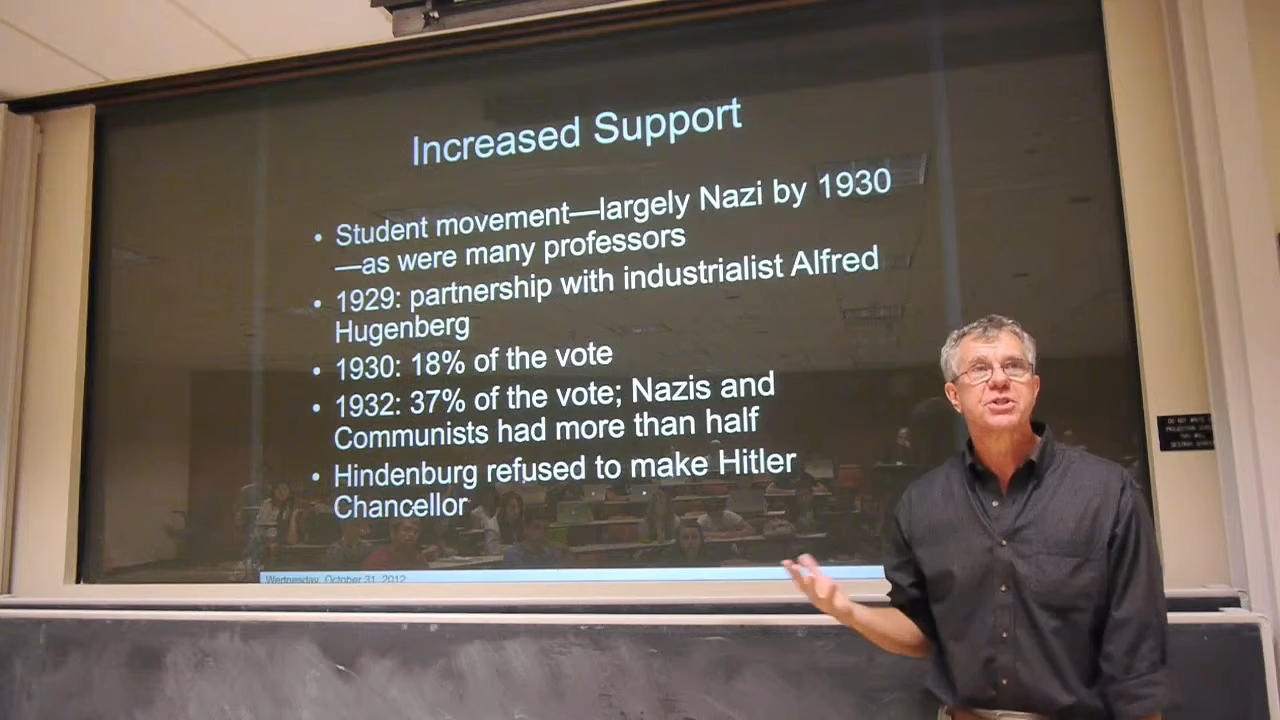 Increased Support
• Student movement—largely Nazi by 1930
—as were many professors
• 1929: partnership with industrialist Alfred
Hugenberg
• 1930: 18% of the vote
• 1932: 37% of the vote; Nazis and
Communists had more than half
• Hindenburg refused to make Hitler
Chancellor
Wednesday, October 31, 2012
DO NOT